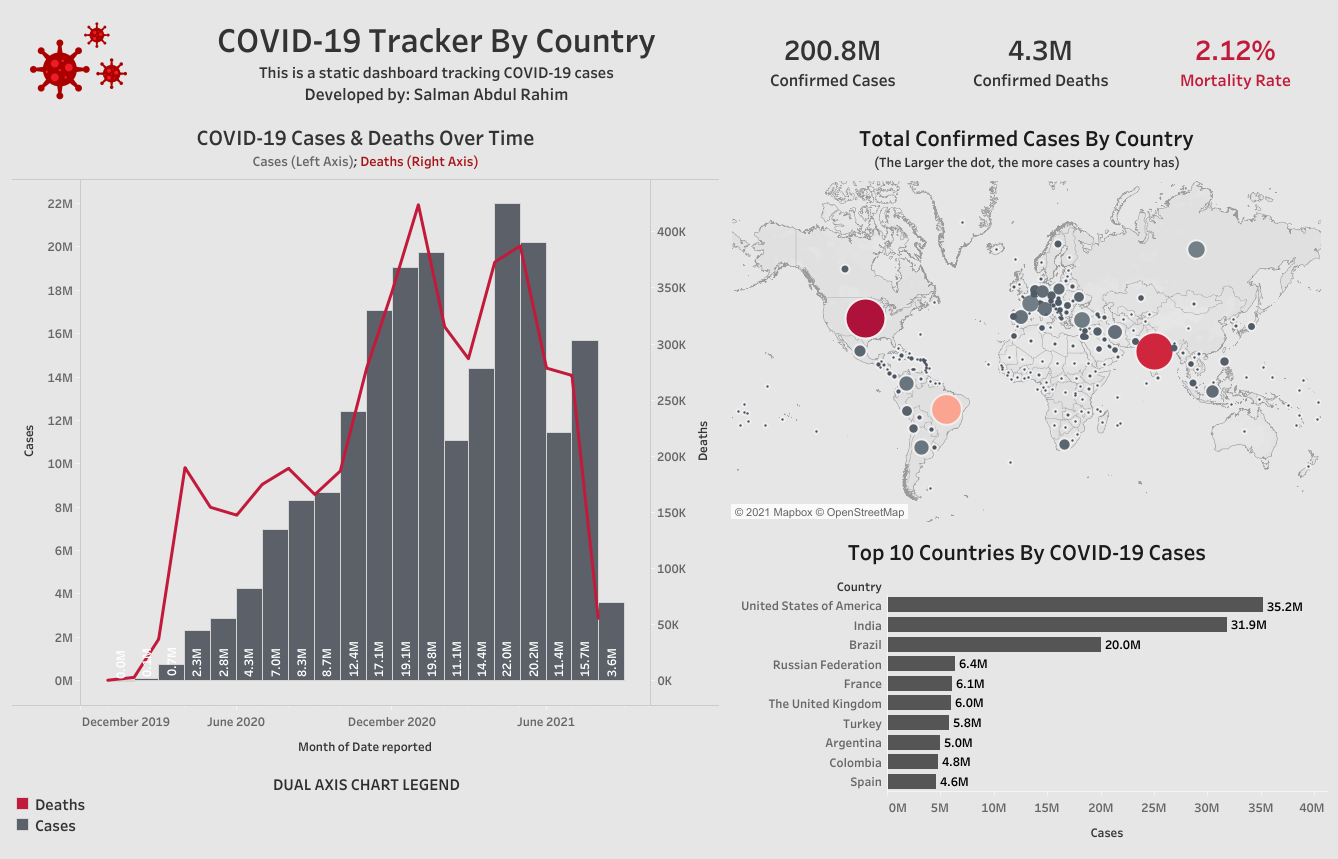 COVID-19 Tracker By Country
This is a static dashboard tracking COVID-19 cases
Developed by: Salman Abdul Rahim
200.8M
Confirmed Cases
4.3M
Confirmed Deaths
2.12%
Mortality Rate
COVID-19 Cases & Deaths Over Time
Cases (Left Axis); Deaths (Right Axis)
22M
20M
18M
16M
14M
12M
10M
8M
6M
4M
2M
0M
Cases
0.0M
0.7M
2.3M
2.8M
4.3M
7.0M
8.3M
8.7M
12.4M
17.1M
19.1M
19.8M
11.1M
14.4M
22.0M
20.2M
11.4M
15.7M
3.6M
400K
350K
300K
250K
200K
150K
100K
50K
0K
Deaths
December 2019
June 2020
December 2020
June 2021
Month of Date reported
DUAL AXIS CHART LEGEND
Deaths
Cases
Total Confirmed Cases By Country
(The Larger the dot, the more cases a country has)
© 2021 Mapbox © OpenStreetMap
Top 10 Countries By COVID-19 Cases
Country
United States of America 35.2M
India 31.9M
Brazil 20.0M
Russian Federation 6.4M
France 6.1M
The United Kingdom 6.0M
Turkey 5.8M
Argentina 5.0M
Colombia 4.8M
Spain 4.6M
0M 5M 10M 15M 20M 25M 30M 35M 40M
Cases